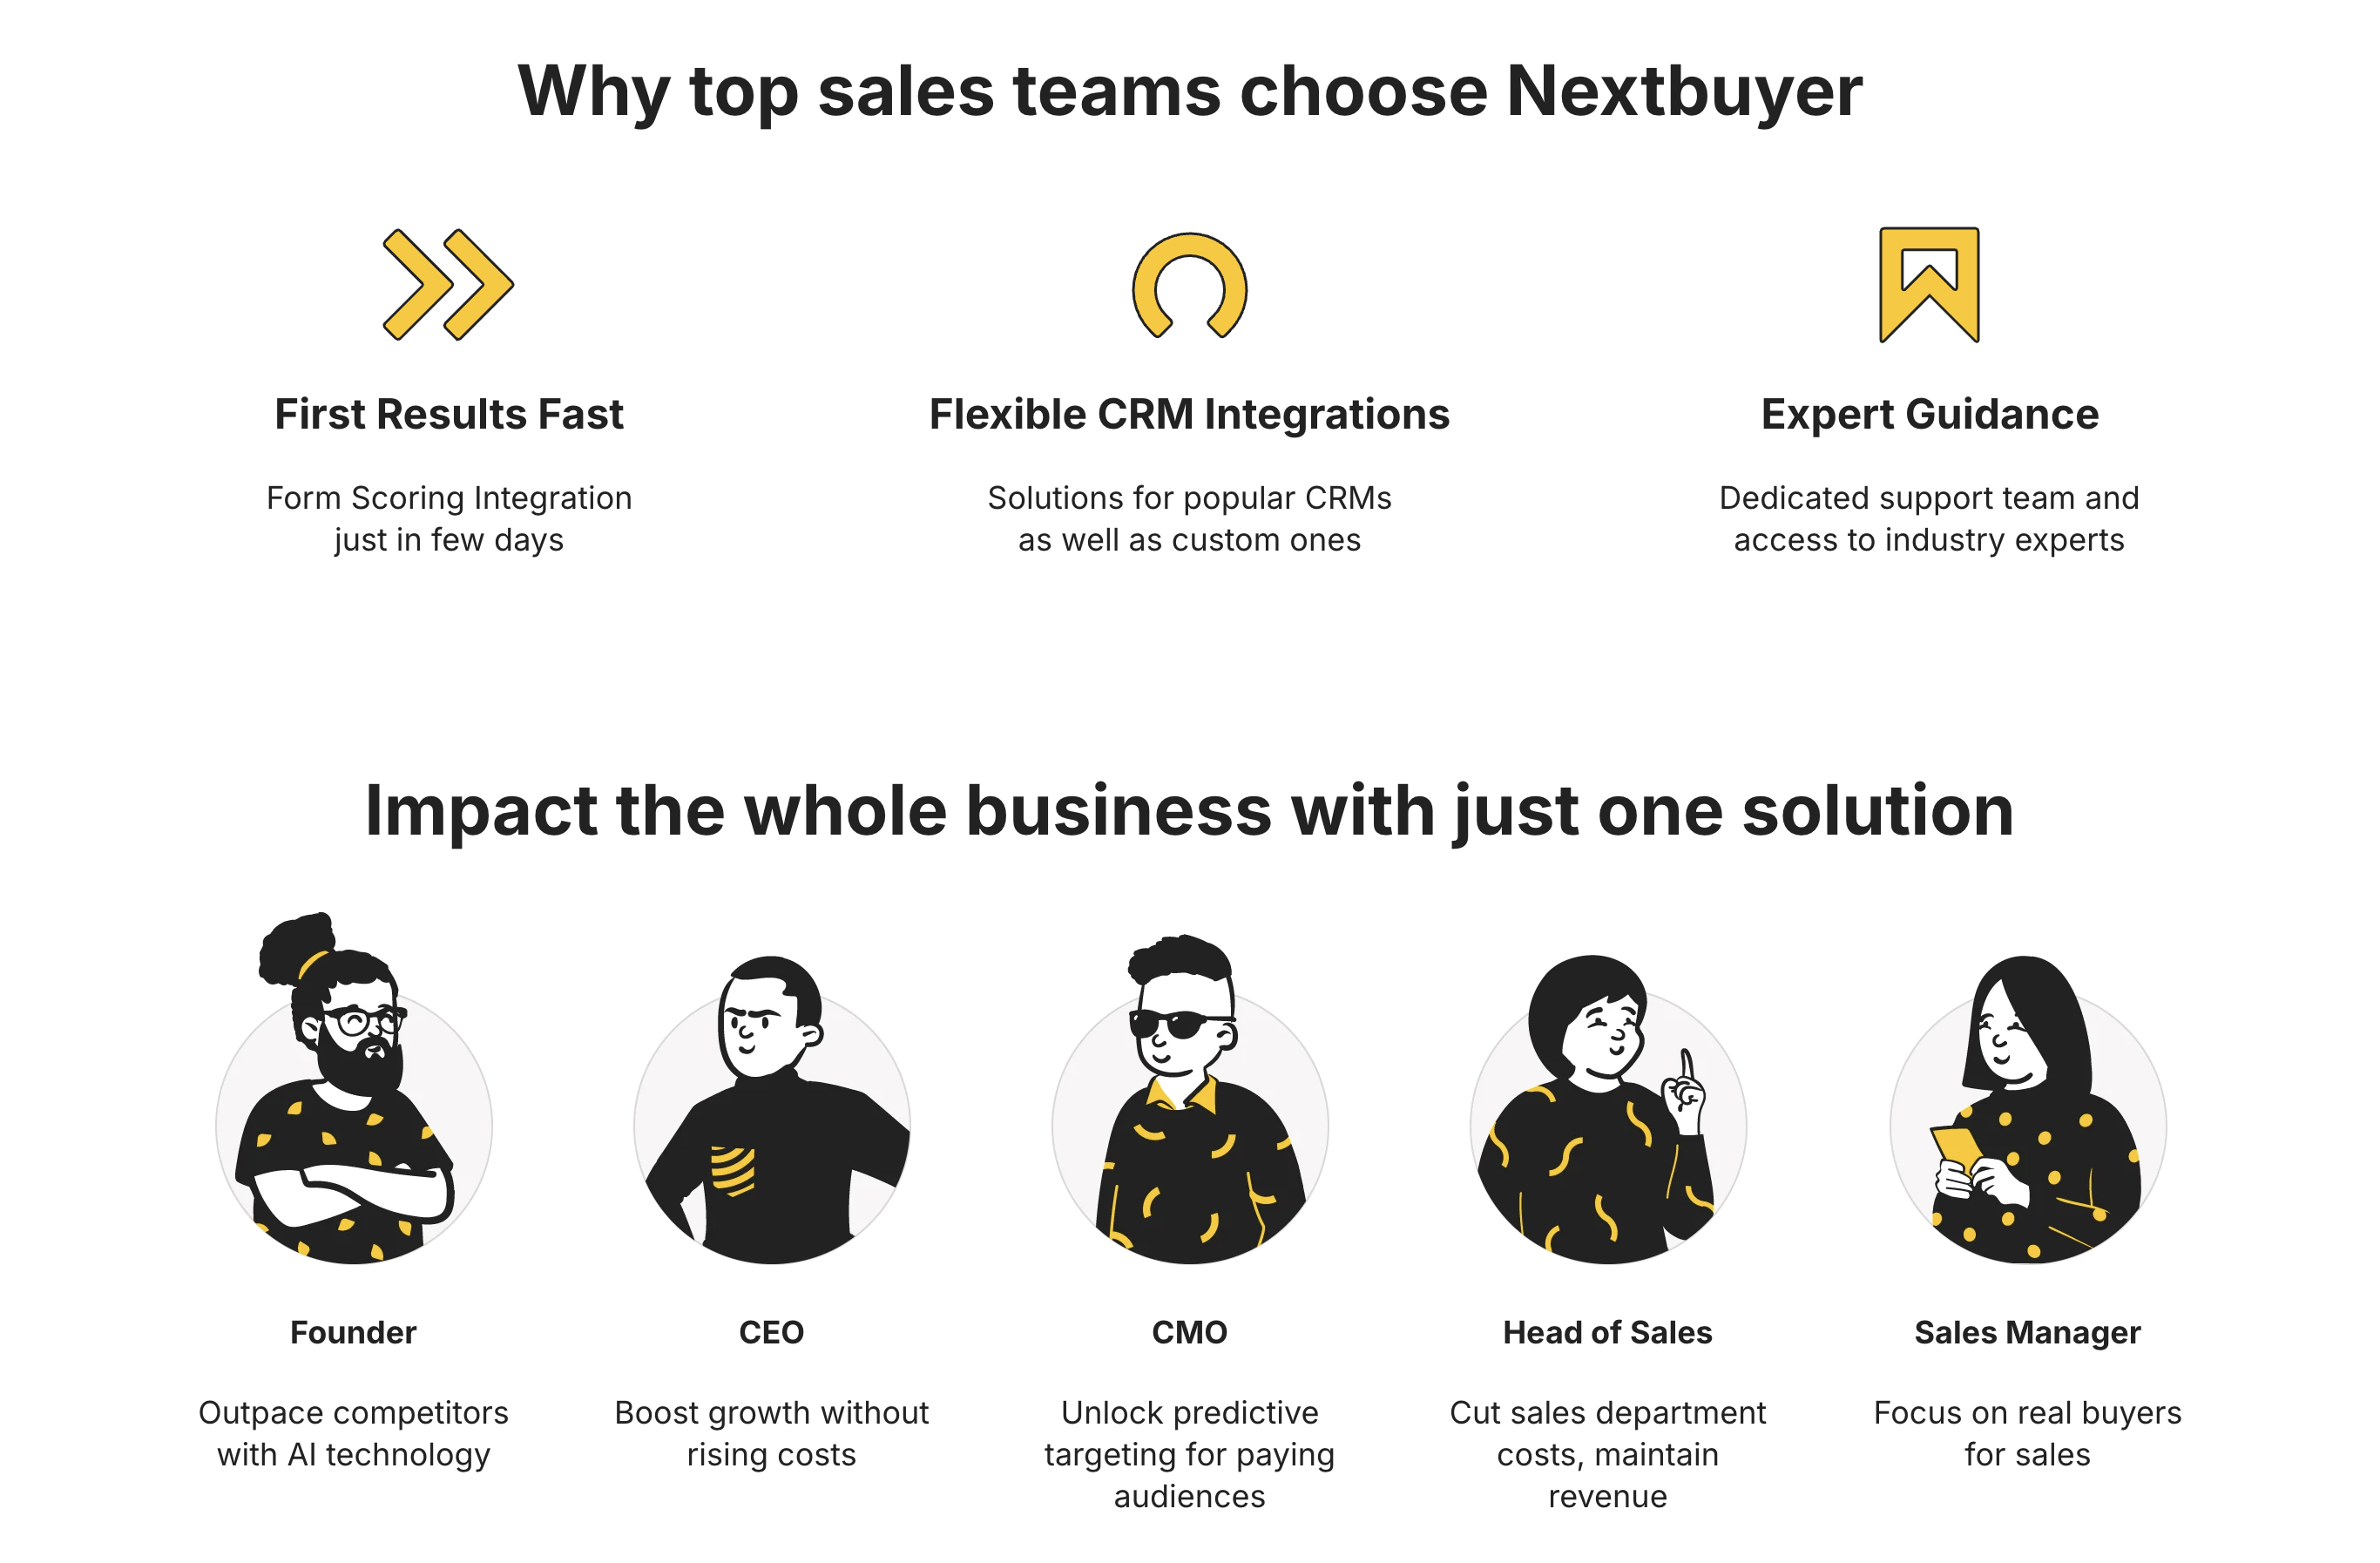 Why top sales teams choose Nextbuyer
First Results Fast
Form Scoring Integration
just in few days
Flexible CRM Integrations
Solutions for popular CRMs
as well as custom ones
Expert Guidance
Dedicated support team and
access to industry experts
Impact the whole business with just one solution
Founder
Outpace competitors
with AI technology
CEO
Boost growth without
rising costs
CMO
Unlock predictive
targeting for paying
audiences
Head of Sales
Cut sales department
costs, maintain
revenue
Sales Manager
Focus on real buyers
for sales